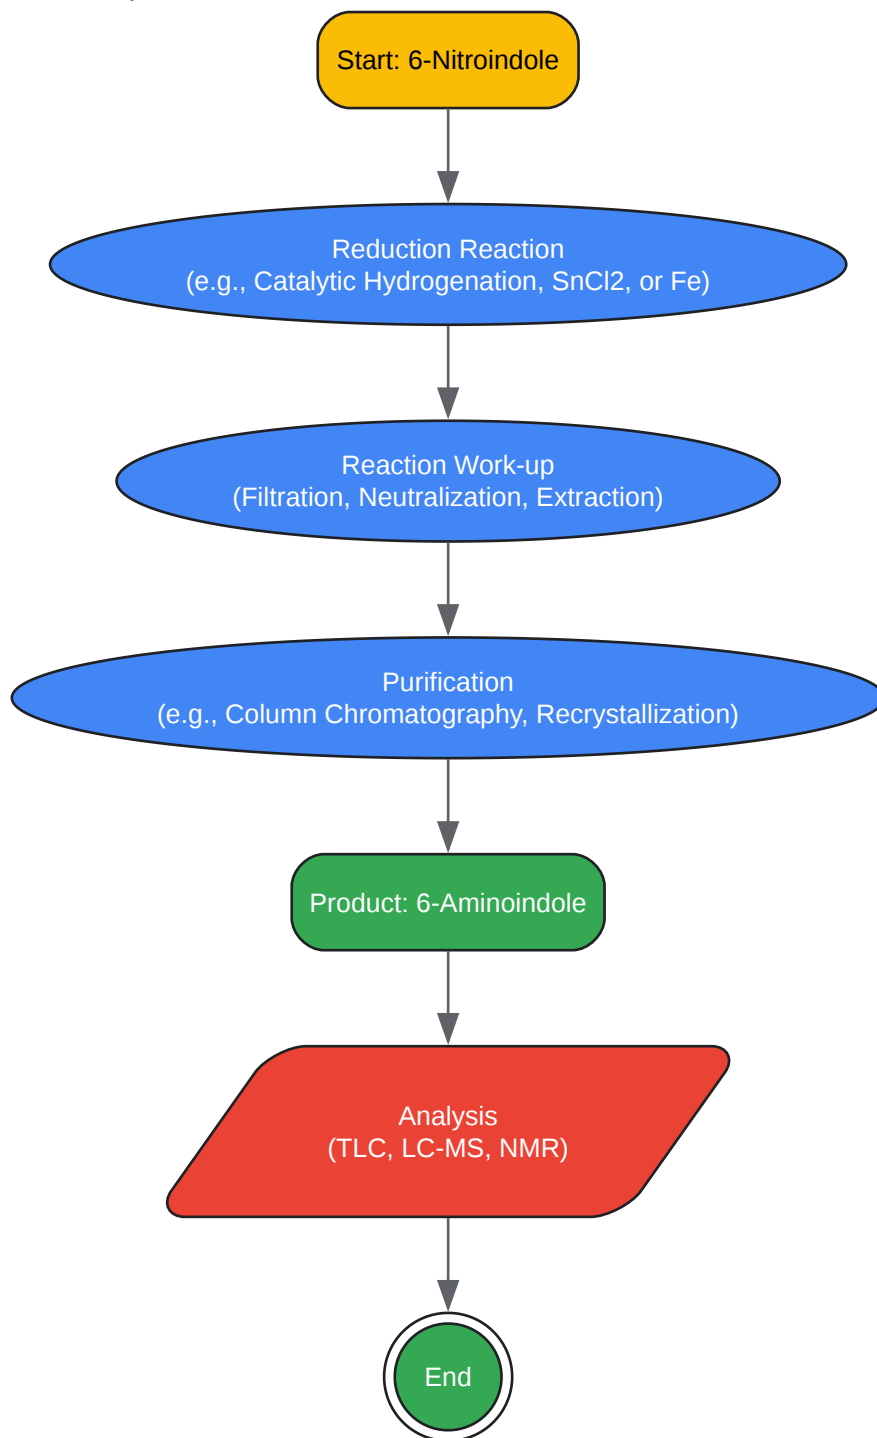 Start: 6-Nitroindole
Reduction Reaction
(e.g., Catalytic Hydrogenation, SnCl2, or Fe)
Reaction Work-up
(Filtration, Neutralization, Extraction)
Purification
(e.g., Column Chromatography, Recrystallization)
Product: 6-Aminoindole
Analysis
(TLC, LC-MS, NMR)
End